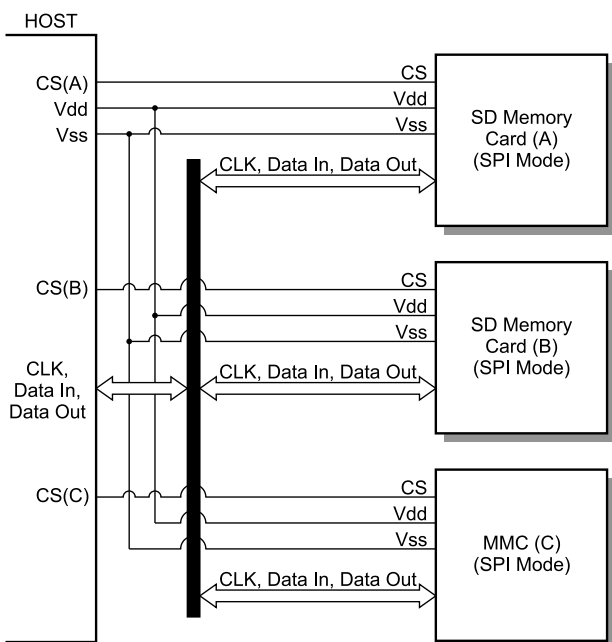 HOST
CS(A)
Vdd
Vss
CS
Vdd
Vss
SD Memory
Card (A)
(SPI Mode)
CLK, Data In, Data Out
CS(B)
CS
Vdd
Vss
SD Memory
Card (B)
(SPI Mode)
CLK,
Data In,
Data Out
CLK, Data In, Data Out
CS(C)
CS
Vdd
Vss
MMC (C)
(SPI Mode)
CLK, Data In, Data Out